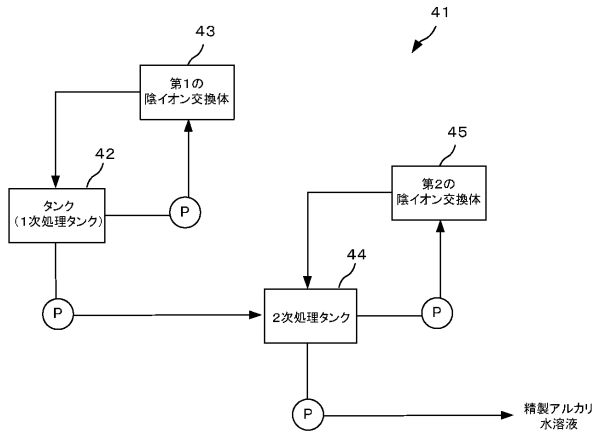 41
43
第1の
陰イオン交換体
42
タンク
(1次処理タンク)
P
45
第2の
陰イオン交換体
44
P
2次処理タンク
P
P
精製アルカリ
水溶液